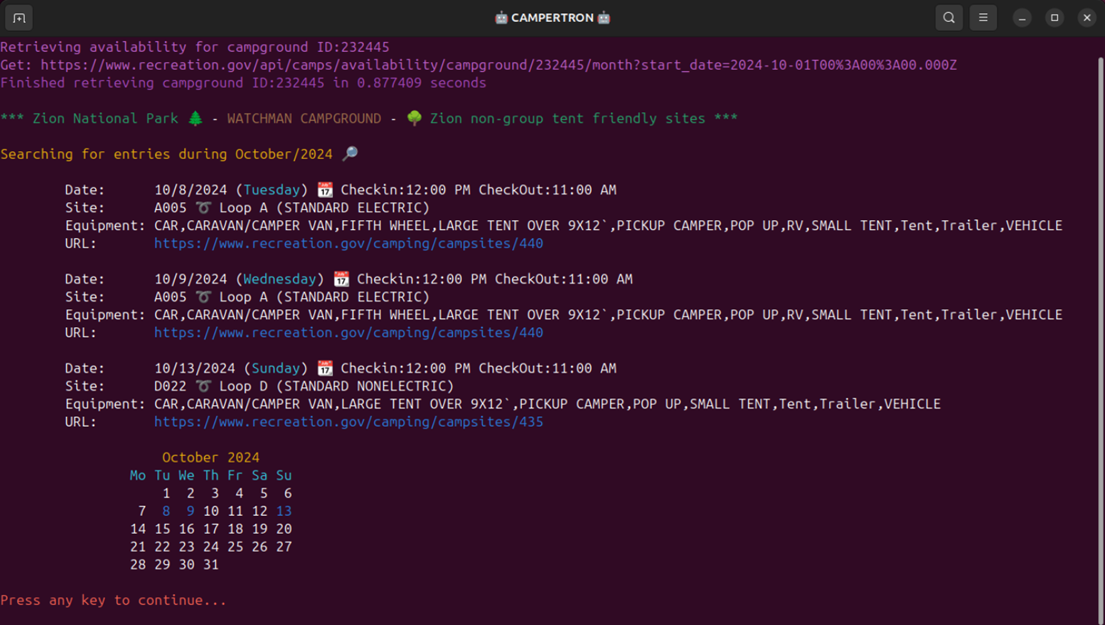 🤖 CAMPERTRON 🤖
Retrieving availability for campground ID:232445
Get: https://www.recreation.gov/api/camps/availability/campground/232445/month?start_date=2024-10-01T00%3A00%3A00.000Z
Finished retrieving campground ID:232445 in 0.877409 seconds
*** Zion National Park 🌲 - WATCHMAN CAMPGROUND - 🌳 Zion non-group tent friendly sites ***
Searching for entries during October/2024 🔎
Date: 10/8/2024 (Tuesday) 📆 Checkin:12:00 PM CheckOut:11:00 AM
Site: A005 ➰ Loop A (STANDARD ELECTRIC)
Equipment: CAR,CARAVAN/CAMPER VAN,FIFTH WHEEL,LARGE TENT OVER 9X12`,PICKUP CAMPER,POP UP,RV,SMALL TENT,Tent,Trailer,VEHICLE
URL: https://www.recreation.gov/camping/campsites/440
Date: 10/9/2024 (Wednesday) 📆 Checkin:12:00 PM CheckOut:11:00 AM
Site: A005 ➰ Loop A (STANDARD ELECTRIC)
Equipment: CAR,CARAVAN/CAMPER VAN,FIFTH WHEEL,LARGE TENT OVER 9X12`,PICKUP CAMPER,POP UP,RV,SMALL TENT,Tent,Trailer,VEHICLE
URL: https://www.recreation.gov/camping/campsites/440
Date: 10/13/2024 (Sunday) 📆 Checkin:12:00 PM CheckOut:11:00 AM
Site: D022 ➰ Loop D (STANDARD NONELECTRIC)
Equipment: CAR,CARAVAN/CAMPER VAN,LARGE TENT OVER 9X12`,PICKUP CAMPER,POP UP,SMALL TENT,Tent,Trailer,VEHICLE
URL: https://www.recreation.gov/camping/campsites/435
October 2024
Mo Tu We Th Fr Sa Su
1 2 3 4 5 6
7 8 9 10 11 12 13
14 15 16 17 18 19 20
21 22 23 24 25 26 27
28 29 30 31
Press any key to continue...